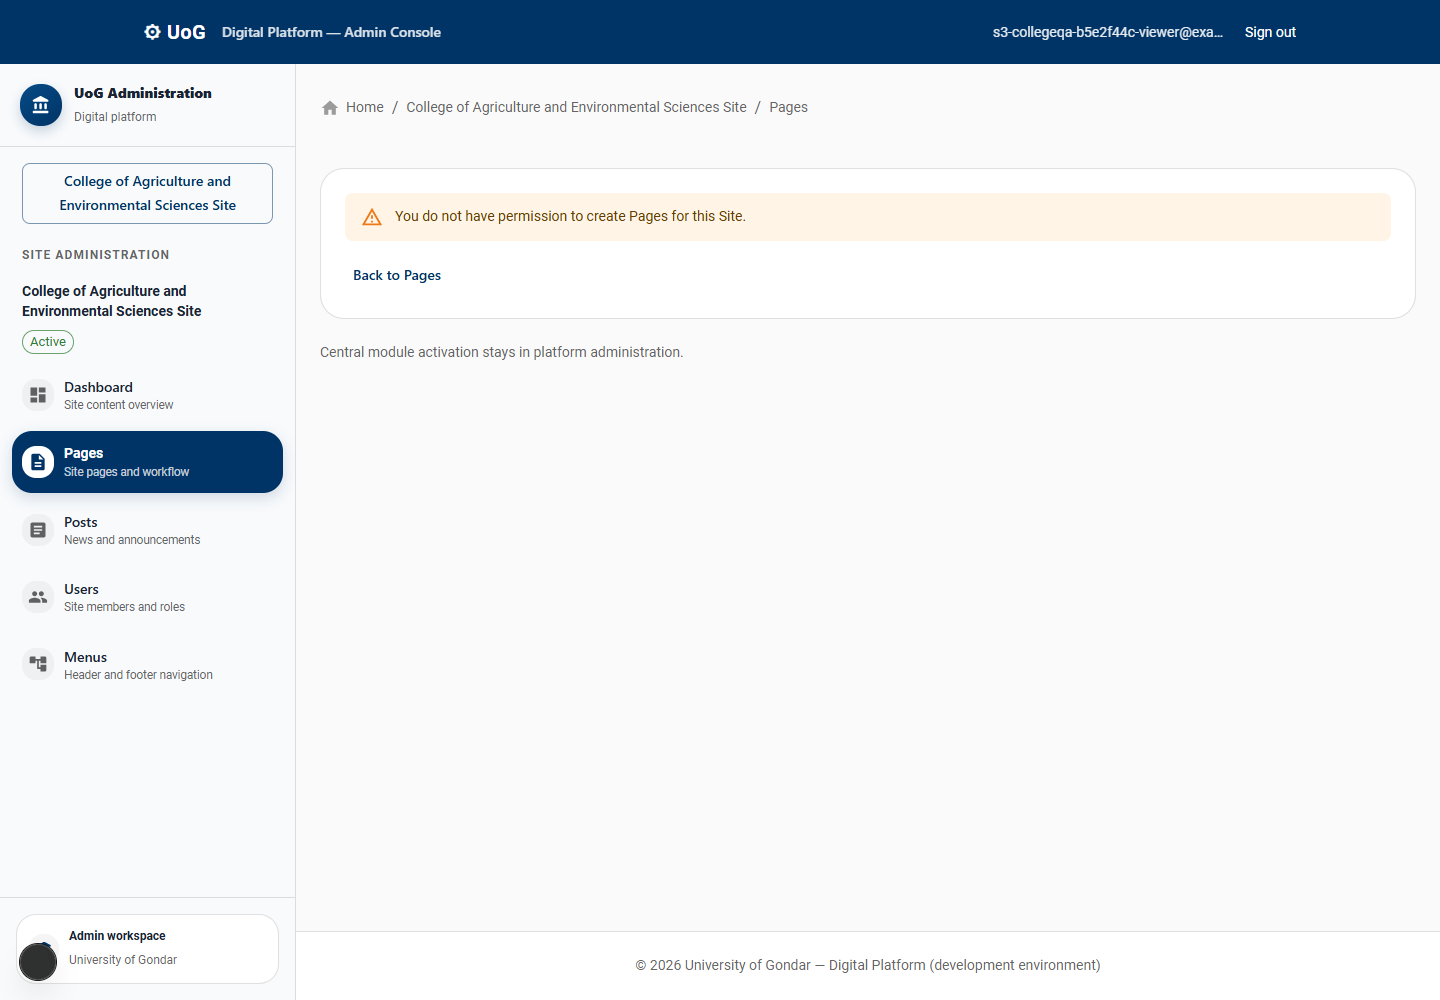 UoG
Digital Platform — Admin Console
s3-collegeqa-b5e2f44c-viewer@exa...
Sign out
UoG Administration
Digital platform
College of Agriculture and
Environmental Sciences Site
SITE ADMINISTRATION
College of Agriculture and
Environmental Sciences Site
Active
Dashboard
Site content overview
Pages
Site pages and workflow
Posts
News and announcements
Users
Site members and roles
Menus
Header and footer navigation
Admin workspace
University of Gondar
Home / College of Agriculture and Environmental Sciences Site / Pages
You do not have permission to create Pages for this Site.
Back to Pages
Central module activation stays in platform administration.
© 2026 University of Gondar — Digital Platform (development environment)